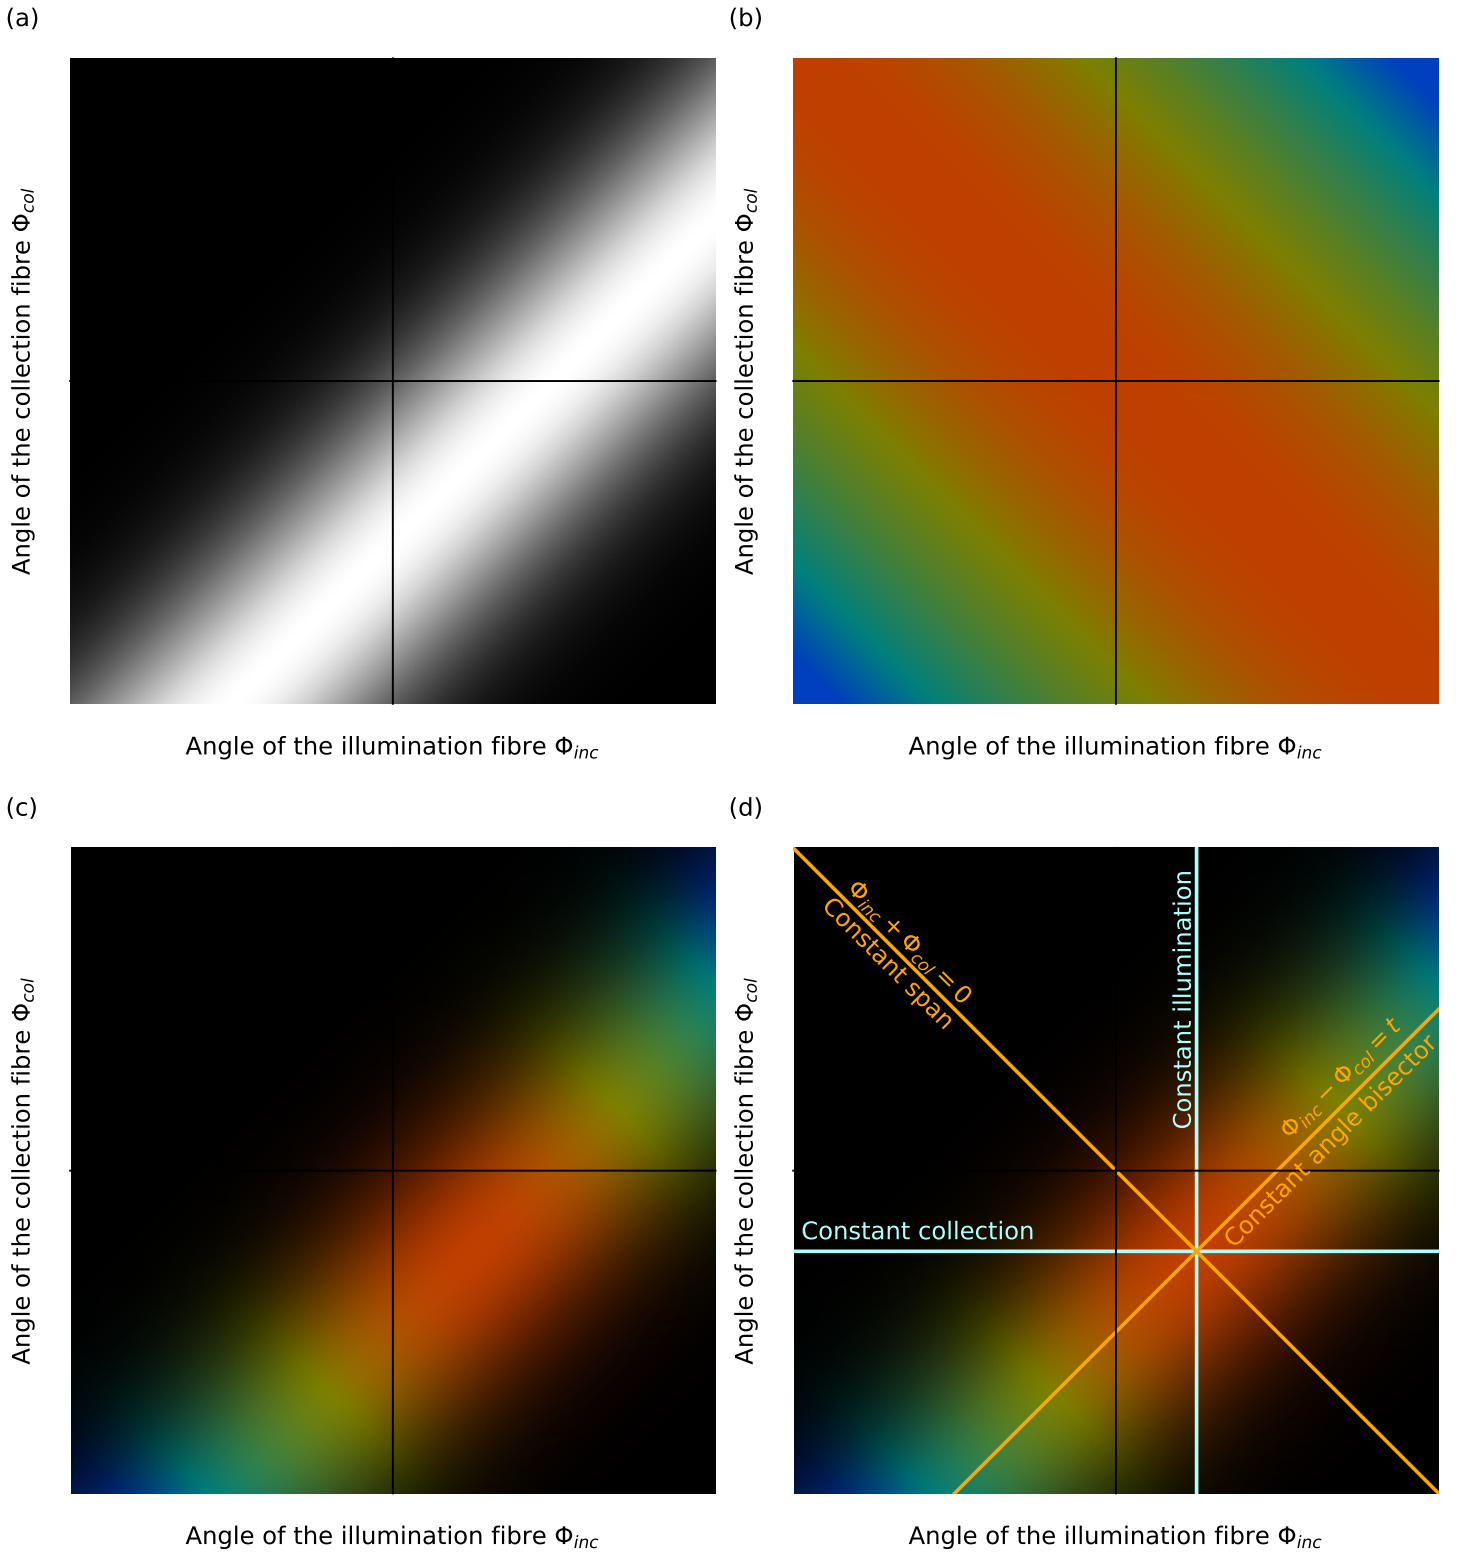 (a)
Angle of the collection fibre Φcol
Angle of the illumination fibre Φinc
(b)
Angle of the collection fibre Φcol
Angle of the illumination fibre Φinc
(c)
Angle of the collection fibre Φcol
Angle of the illumination fibre Φinc
(d)
Angle of the collection fibre Φcol
Φinc + Φcol = 0
Constant span
Constant illumination
Φinc − Φcol = t
Constant angle bisector
Constant collection
Angle of the illumination fibre Φinc